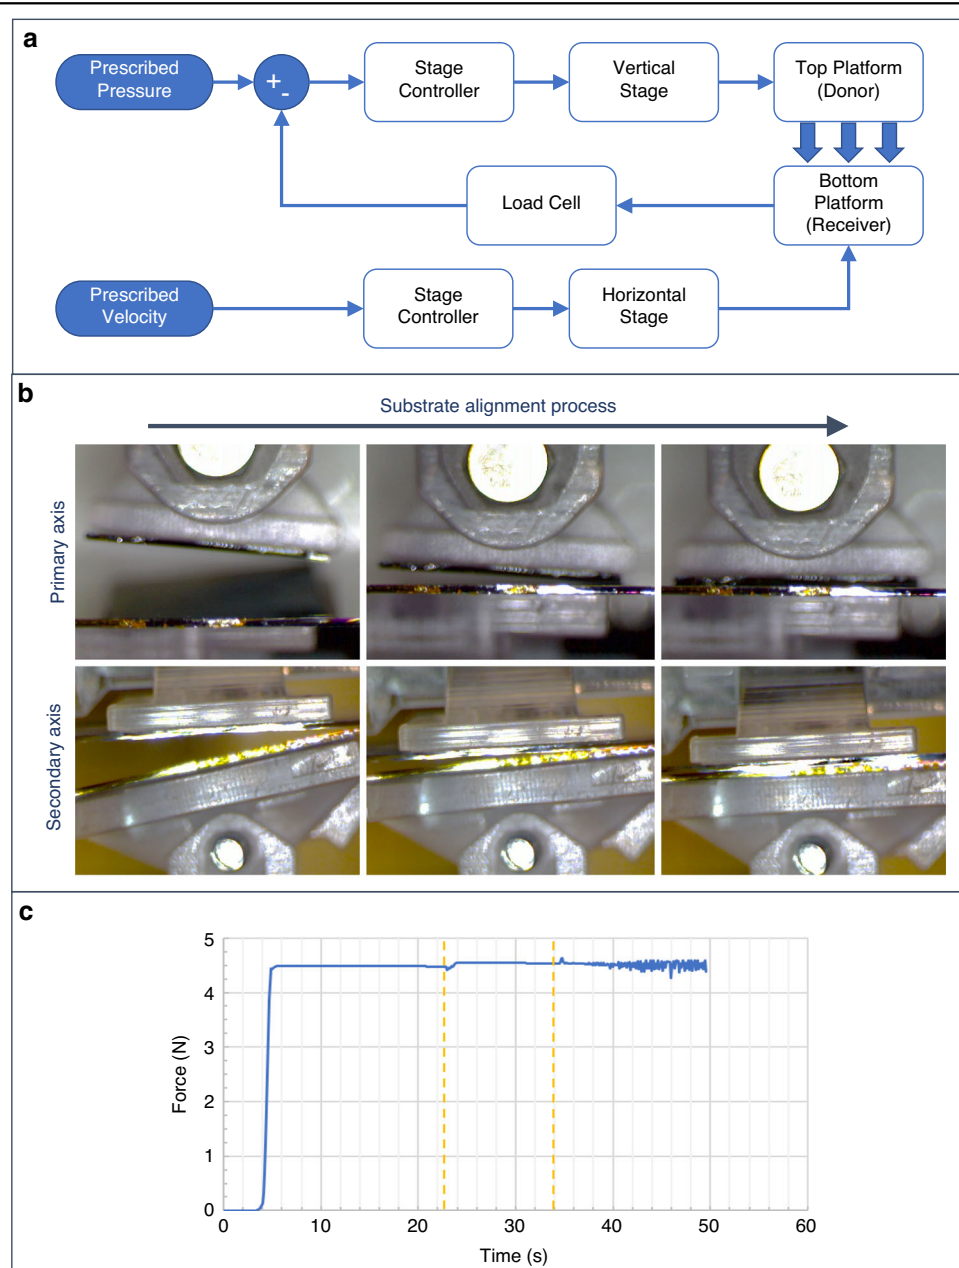 a
Prescribed
Pressure
+
-
Stage
Controller
Vertical
Stage
Top Platform
(Donor)
Load Cell
Bottom
Platform
(Receiver)
Prescribed
Velocity
Stage
Controller
Horizontal
Stage
b
Substrate alignment process
Primary axis
Secondary axis
c
Force (N)
5
4
3
2
1
0
0 10 20 30 40 50 60
Time (s)